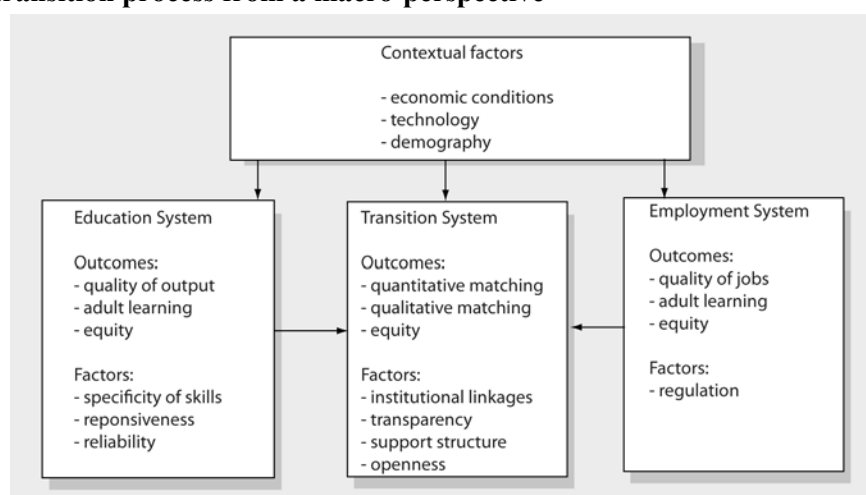 transition process from a macro-perspective
Contextual factors
- economic conditions
- technology
- demography
Education System
Outcomes:
- quality of output
- adult learning
- equity
Factors:
- specificity of skills
- reponsiveness
- reliability
Transition System
Outcomes:
- quantitative matching
- qualitative matching
- equity
Factors:
- institutional linkages
- transparency
- support structure
- openness
Employment System
Outcomes:
- quality of jobs
- adult learning
- equity
Factors:
- regulation